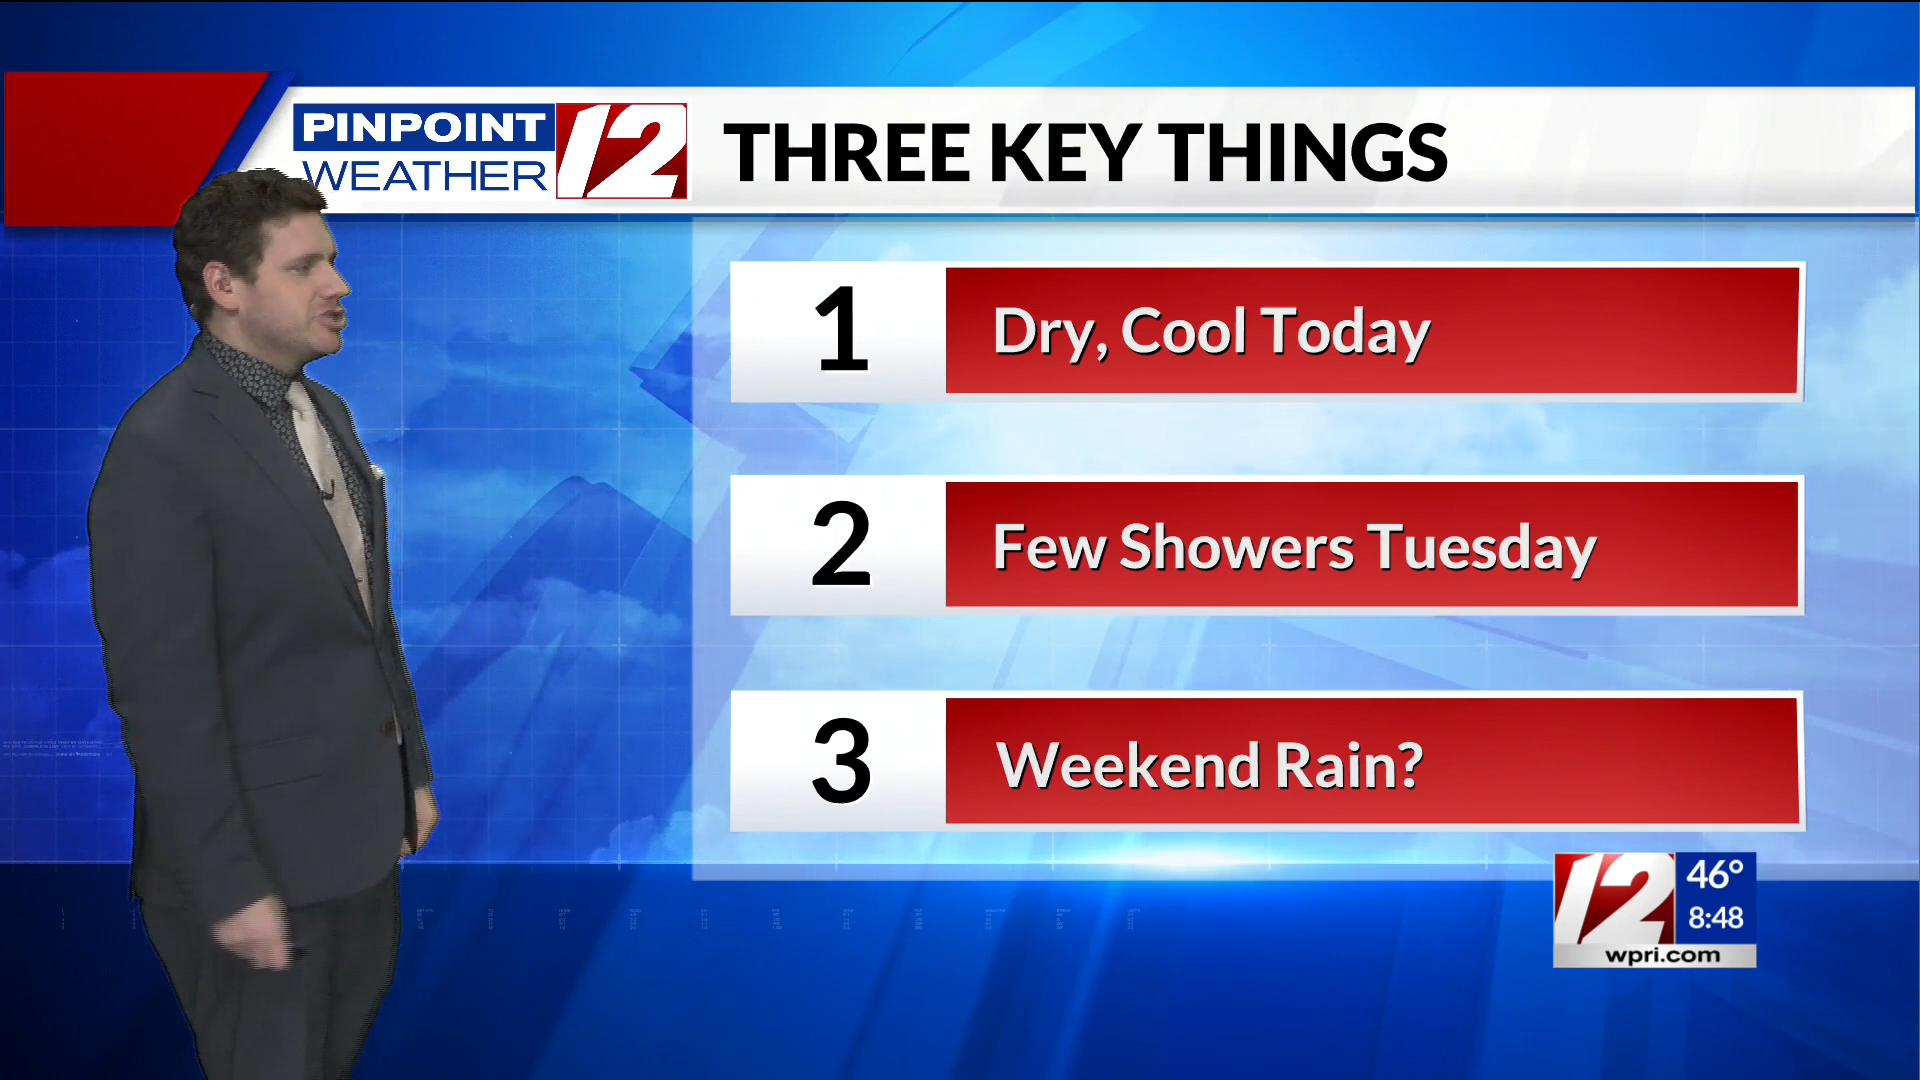 PINPOINT
WEATHER
12
THREE KEY THINGS
1
Dry, Cool Today
2
Few Showers Tuesday
3
Weekend Rain?
12
46°
8:48
wpri.com